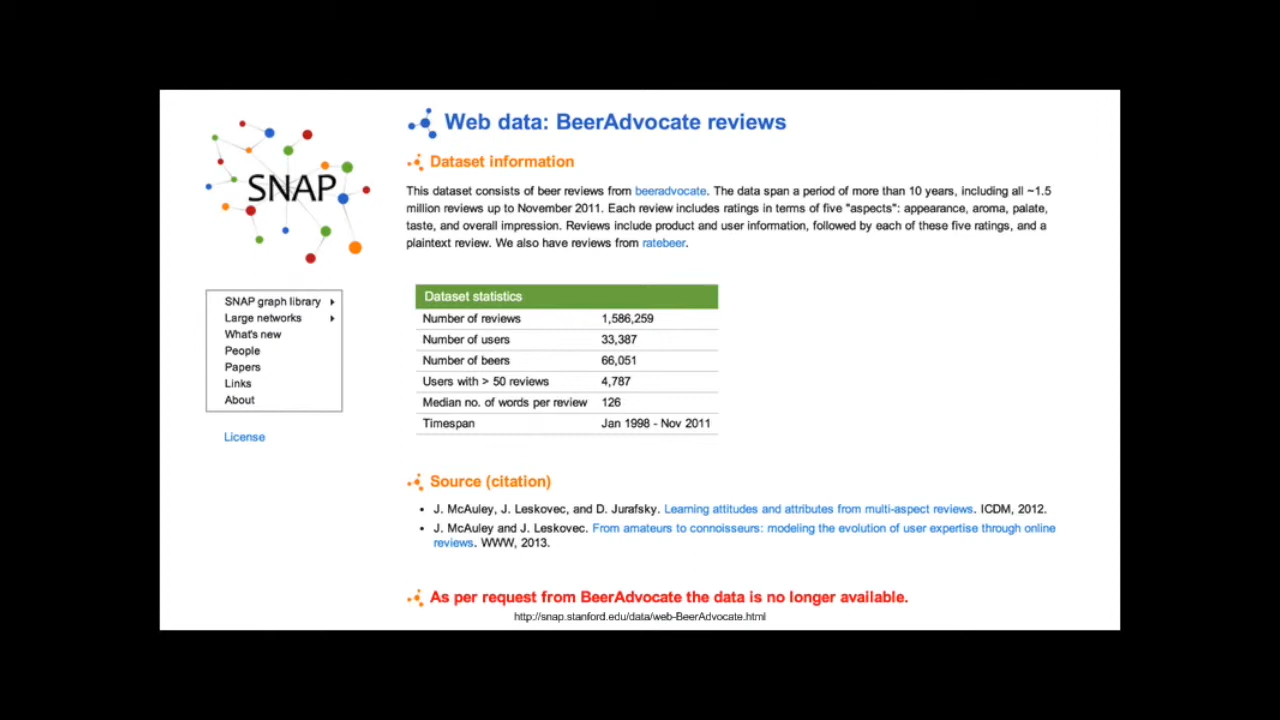 SNAP
SNAP graph library
Large networks
What's new
People
Papers
Links
About
License
Web data: BeerAdvocate reviews
Dataset information
This dataset consists of beer reviews from beeradvocate. The data span a period of more than 10 years, including all ~1.5
million reviews up to November 2011. Each review includes ratings in terms of five "aspects": appearance, aroma, palate,
taste, and overall impression. Reviews include product and user information, followed by each of these five ratings, and a
plaintext review. We also have reviews from ratebeer.
Dataset statistics
Number of reviews 1,586,259
Number of users 33,387
Number of beers 66,051
Users with > 50 reviews 4,787
Median no. of words per review 126
Timespan Jan 1998 - Nov 2011
Source (citation)
• J. McAuley, J. Leskovec, and D. Jurafsky. Learning attitudes and attributes from multi-aspect reviews. ICDM, 2012.
• J. McAuley and J. Leskovec. From amateurs to connoisseurs: modeling the evolution of user expertise through online
reviews. WWW, 2013.
As per request from BeerAdvocate the data is no longer available.
http://snap.stanford.edu/data/web-BeerAdvocate.html